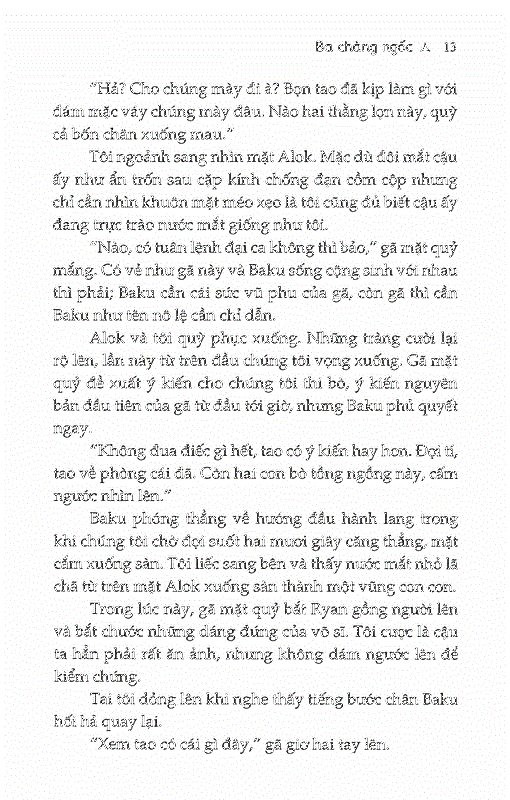 Ba chàng ngốc 13
"Hả? Cho chúng mày đi à? Bọn tao đã kịp làm gì với
đám mặc váy chúng mày đâu. Nào hai thằng lợn này, quỳ
cả bốn chân xuống mau."
Tôi ngoảnh sang nhìn mặt Alok. Mặc dù đôi mắt cậu
ấy như ẩn trốn sau cặp kính chống đạn cồm cộp nhưng
chỉ cần nhìn khuôn mặt méo xẹo là tôi cũng đủ biết cậu ấy
đang trực trào nước mắt giống như tôi.
"Nào, có tuân lệnh đại ca không thì bảo," gã mặt quỷ
mắng. Có vẻ như gã này và Baku sống cộng sinh với nhau
thì phải; Baku cần cái sức vũ phu của gã, còn gã thì cần
Baku như tên nô lệ cần chỉ dẫn.
Alok và tôi quỳ phục xuống. Những tràng cười lại
rộ lên, lần này từ trên đầu chúng tôi vọng xuống. Gã mặt
quỷ đề xuất ý kiến cho chúng tôi thi bò, ý kiến nguyên
bản đầu tiên của gã từ đầu tới giờ, nhưng Baku phủ quyết
ngay.
"Không đua điếc gì hết, tao có ý kiến hay hơn. Đợi tí,
tao về phòng cái đã. Còn hai con bò tồng ngồng này, cấm
ngước nhìn lên."
Baku phóng thẳng về hướng đầu hành lang trong
khi chúng tôi chờ đợi suốt hai mươi giây căng thẳng, mặt
cắm xuống sàn. Tôi liếc sang bên và thấy nước mắt nhỏ lã
chã từ trên mặt Alok xuống sàn thành một vũng con con.
Trong lúc này, gã mặt quỷ bắt Ryan gồng người lên
và bắt chước những dáng đứng của võ sĩ. Tôi cược là cậu
ta hẳn phải rất ăn ảnh, nhưng không dám ngước lên để
kiểm chứng.
Tai tôi dỏng lên khi nghe thấy tiếng bước chân Baku
hối hả quay lại.
"Xem tao có cái gì đây," gã giơ hai tay lên.